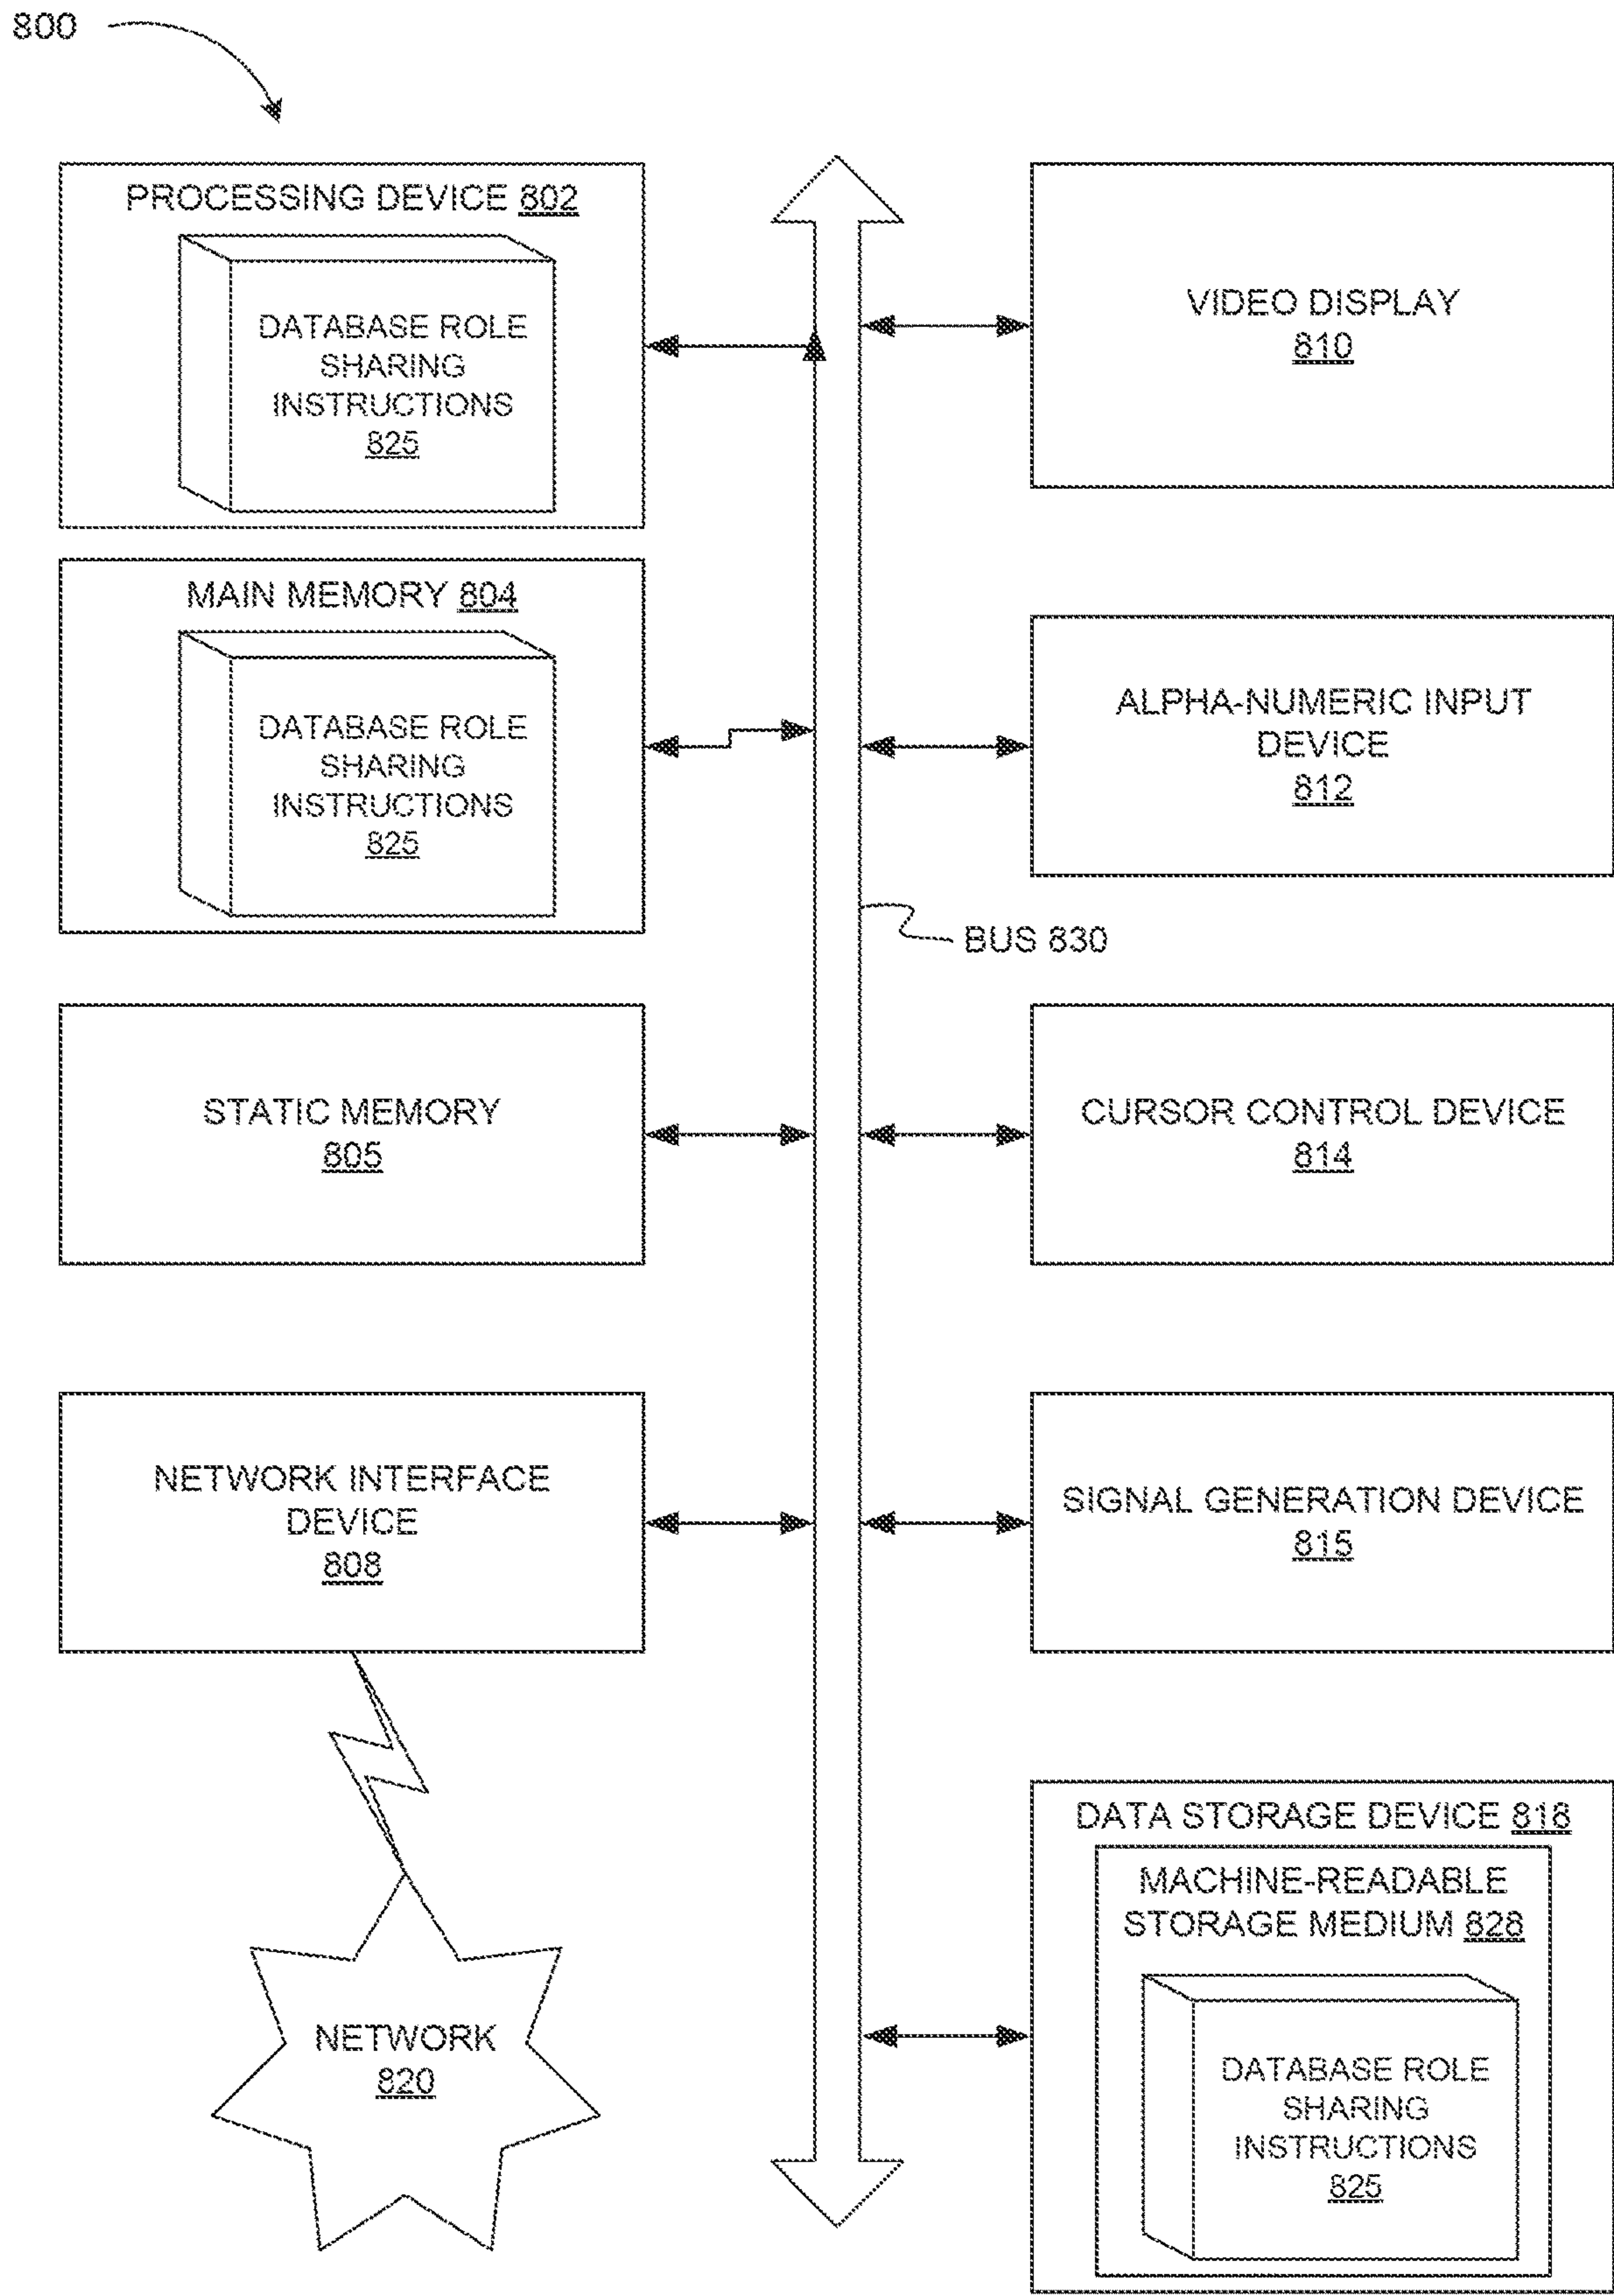 800
PROCESSING DEVICE 802
DATABASE ROLE
SHARING
INSTRUCTIONS
825
MAIN MEMORY 804
DATABASE ROLE
SHARING
INSTRUCTIONS
825
STATIC MEMORY
805
NETWORK INTERFACE
DEVICE
808
NETWORK
820
BUS 830
VIDEO DISPLAY
810
ALPHA-NUMERIC INPUT
DEVICE
812
CURSOR CONTROL DEVICE
814
SIGNAL GENERATION DEVICE
815
DATA STORAGE DEVICE 818
MACHINE-READABLE
STORAGE MEDIUM 828
DATABASE ROLE
SHARING
INSTRUCTIONS
825